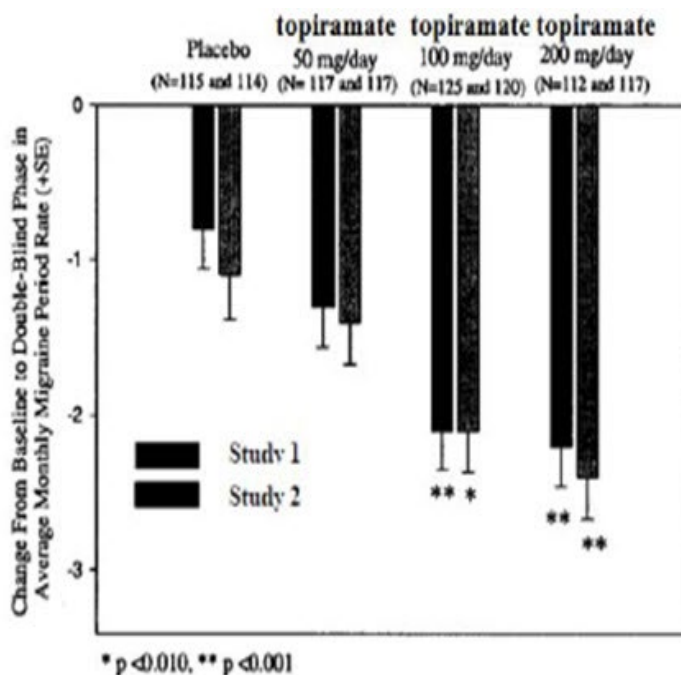 Placebo
(N=115 and 114)
topiramate
50 mg/day
(N= 117 and 117)
topiramate
100 mg/day
(N=125 and 120)
topiramate
200 mg/day
(N=112 and 117)
Change From Baseline to Double-Blind Phase in
Average Monthly Migraine Period Rate (+SE)
0
-1
-2
-3
** *
**
**
Study 1
Study 2
* p <0.010, ** p <0.001